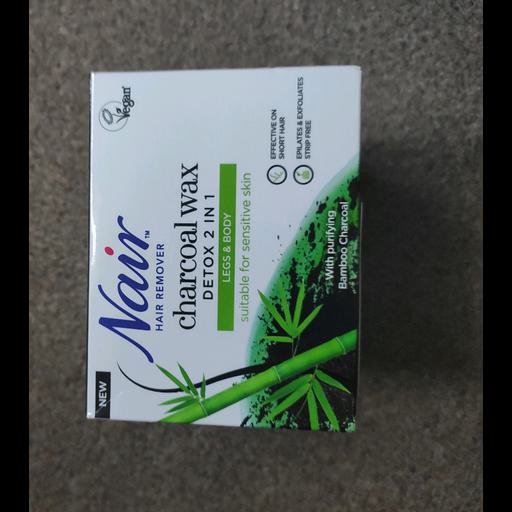 NEW
Vegan
Nair™
HAIR REMOVER
charcoal wax
DETOX 2 IN 1
LEGS & BODY
suitable for sensitive skin
EFFECTIVE ON
SHORT HAIR
EPILATES & EXFOLIATES
STRIP FREE
With purifying
Bamboo Charcoal